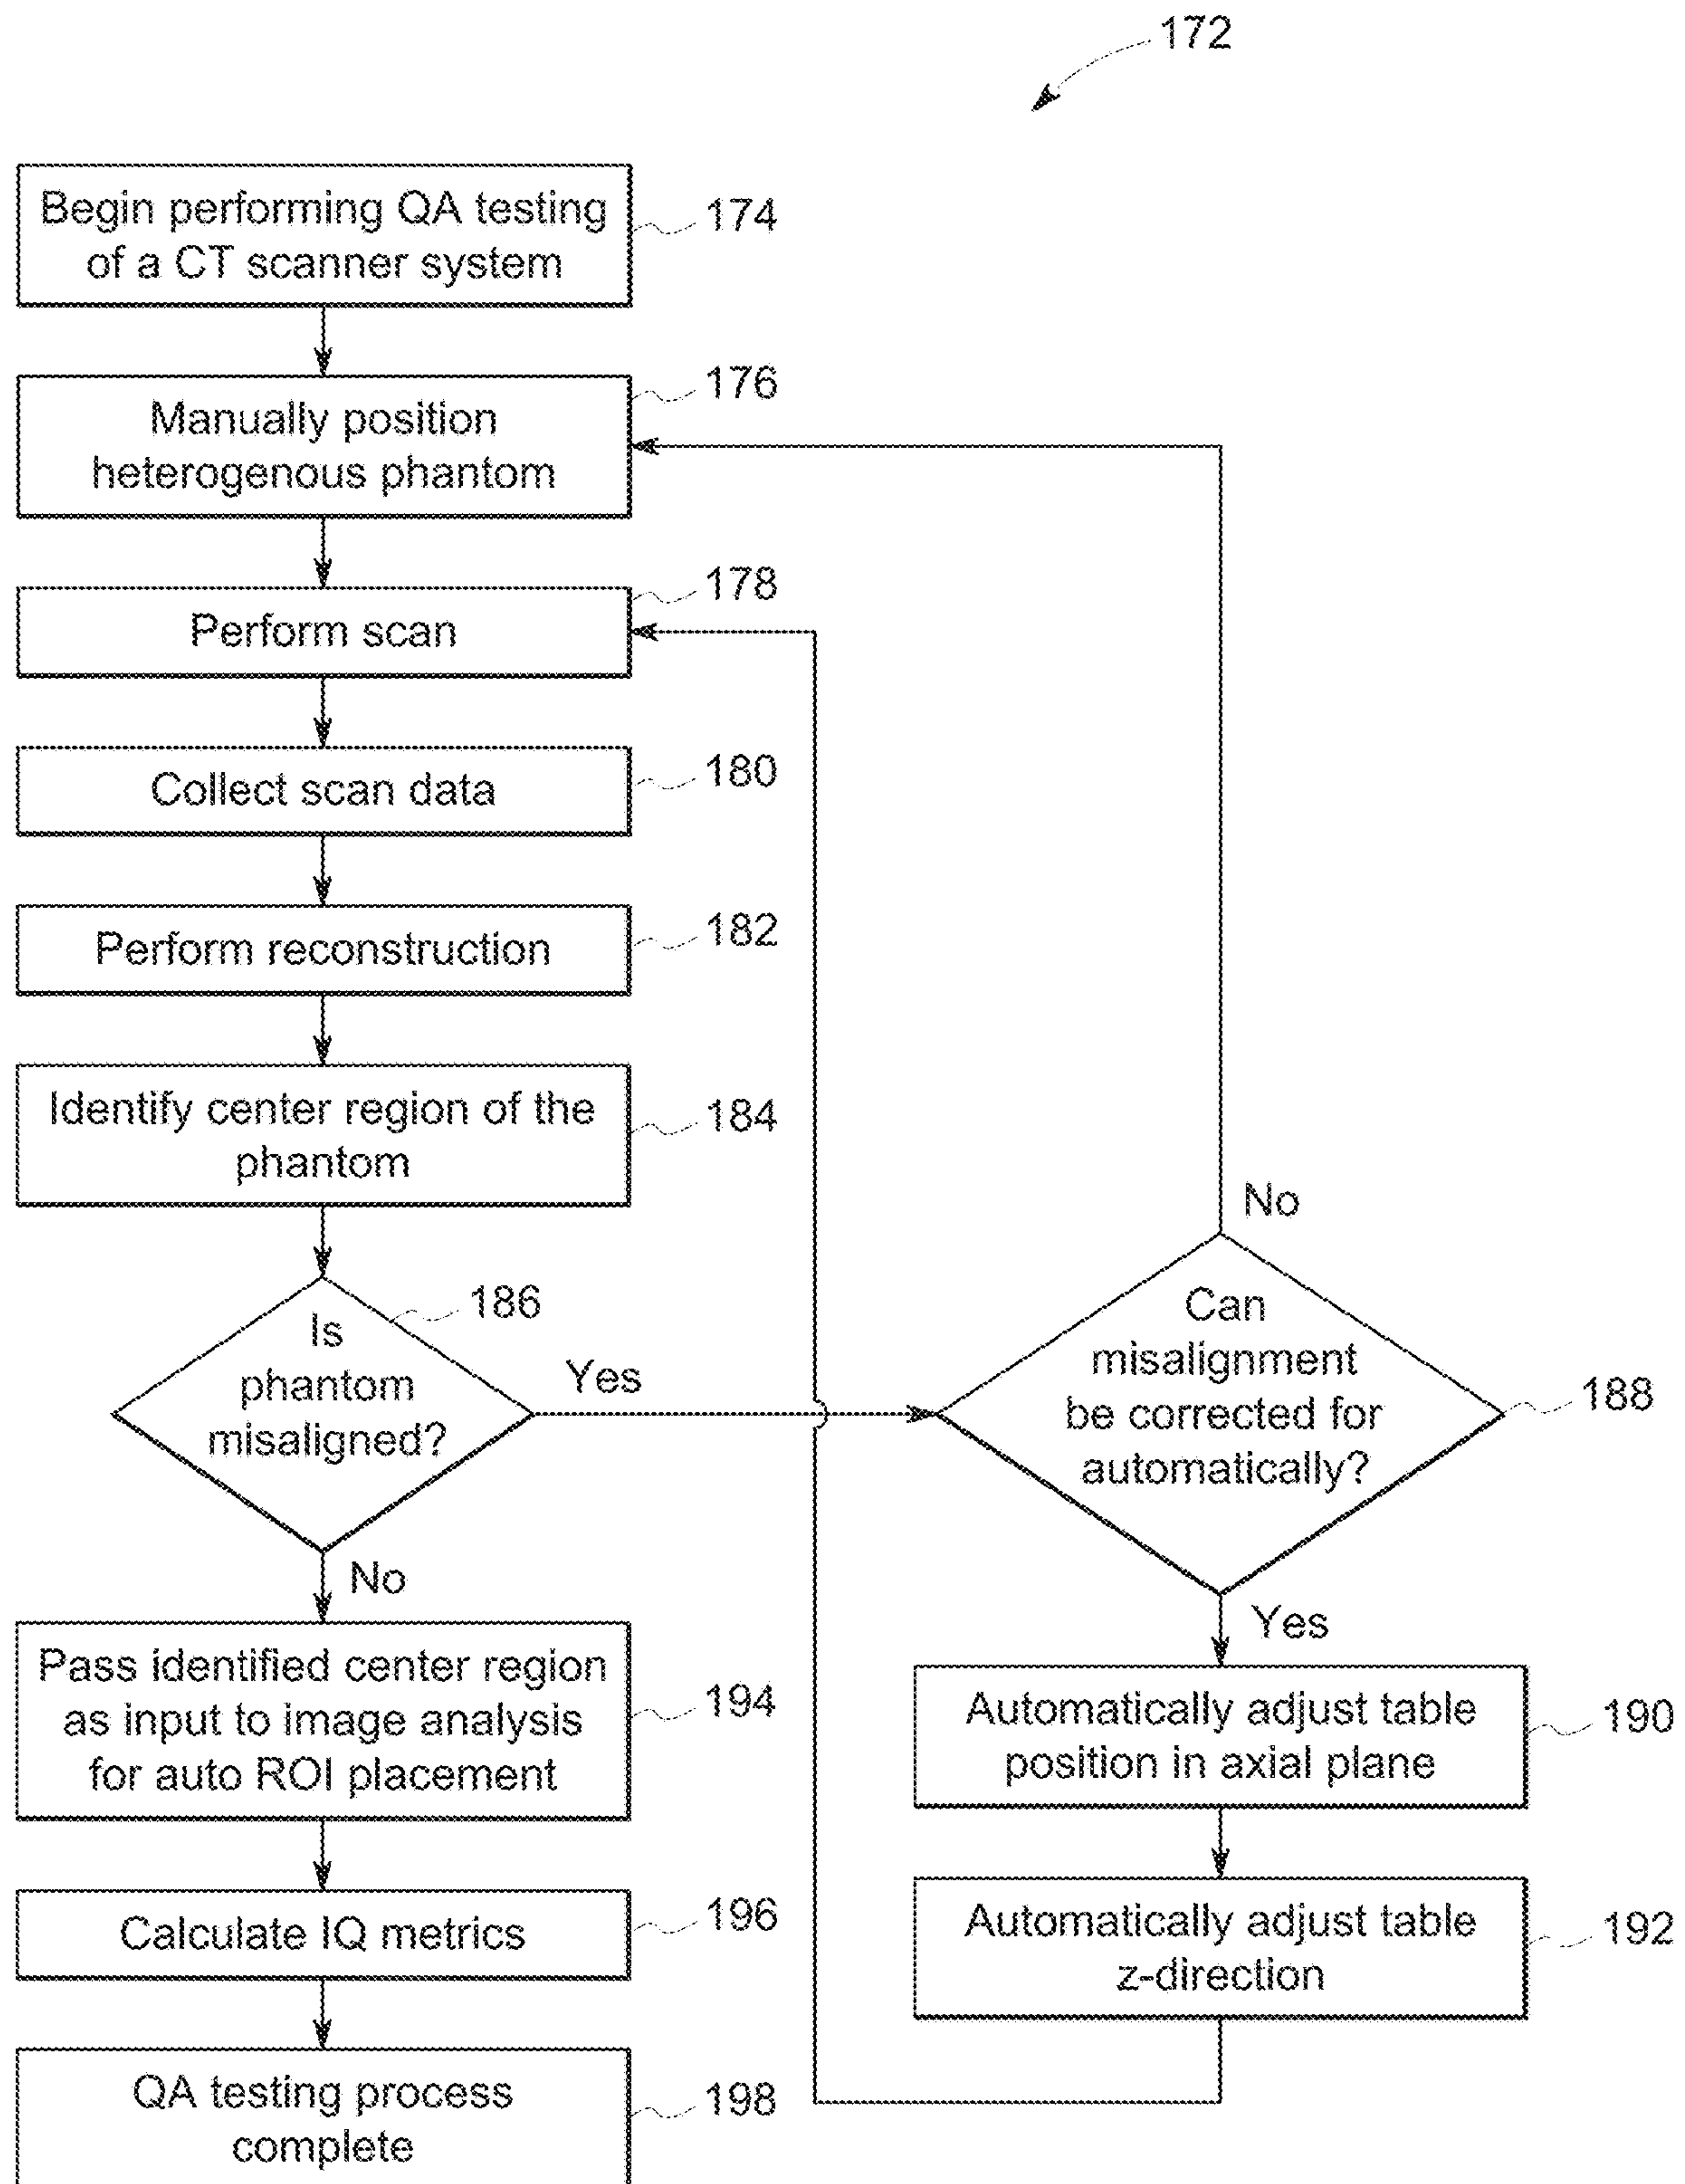 172
Begin performing QA testing
of a CT scanner system
174
Manually position
heterogenous phantom
176
Perform scan
178
Collect scan data
180
Perform reconstruction
182
Identify center region of the
phantom
184
Is
phantom
misaligned?
186
Yes
No
Can
misalignment
be corrected for
automatically?
188
No
Yes
Automatically adjust table
position in axial plane
190
Automatically adjust table
z-direction
192
Pass identified center region
as input to image analysis
for auto ROI placement
194
Calculate IQ metrics
196
QA testing process
complete
198